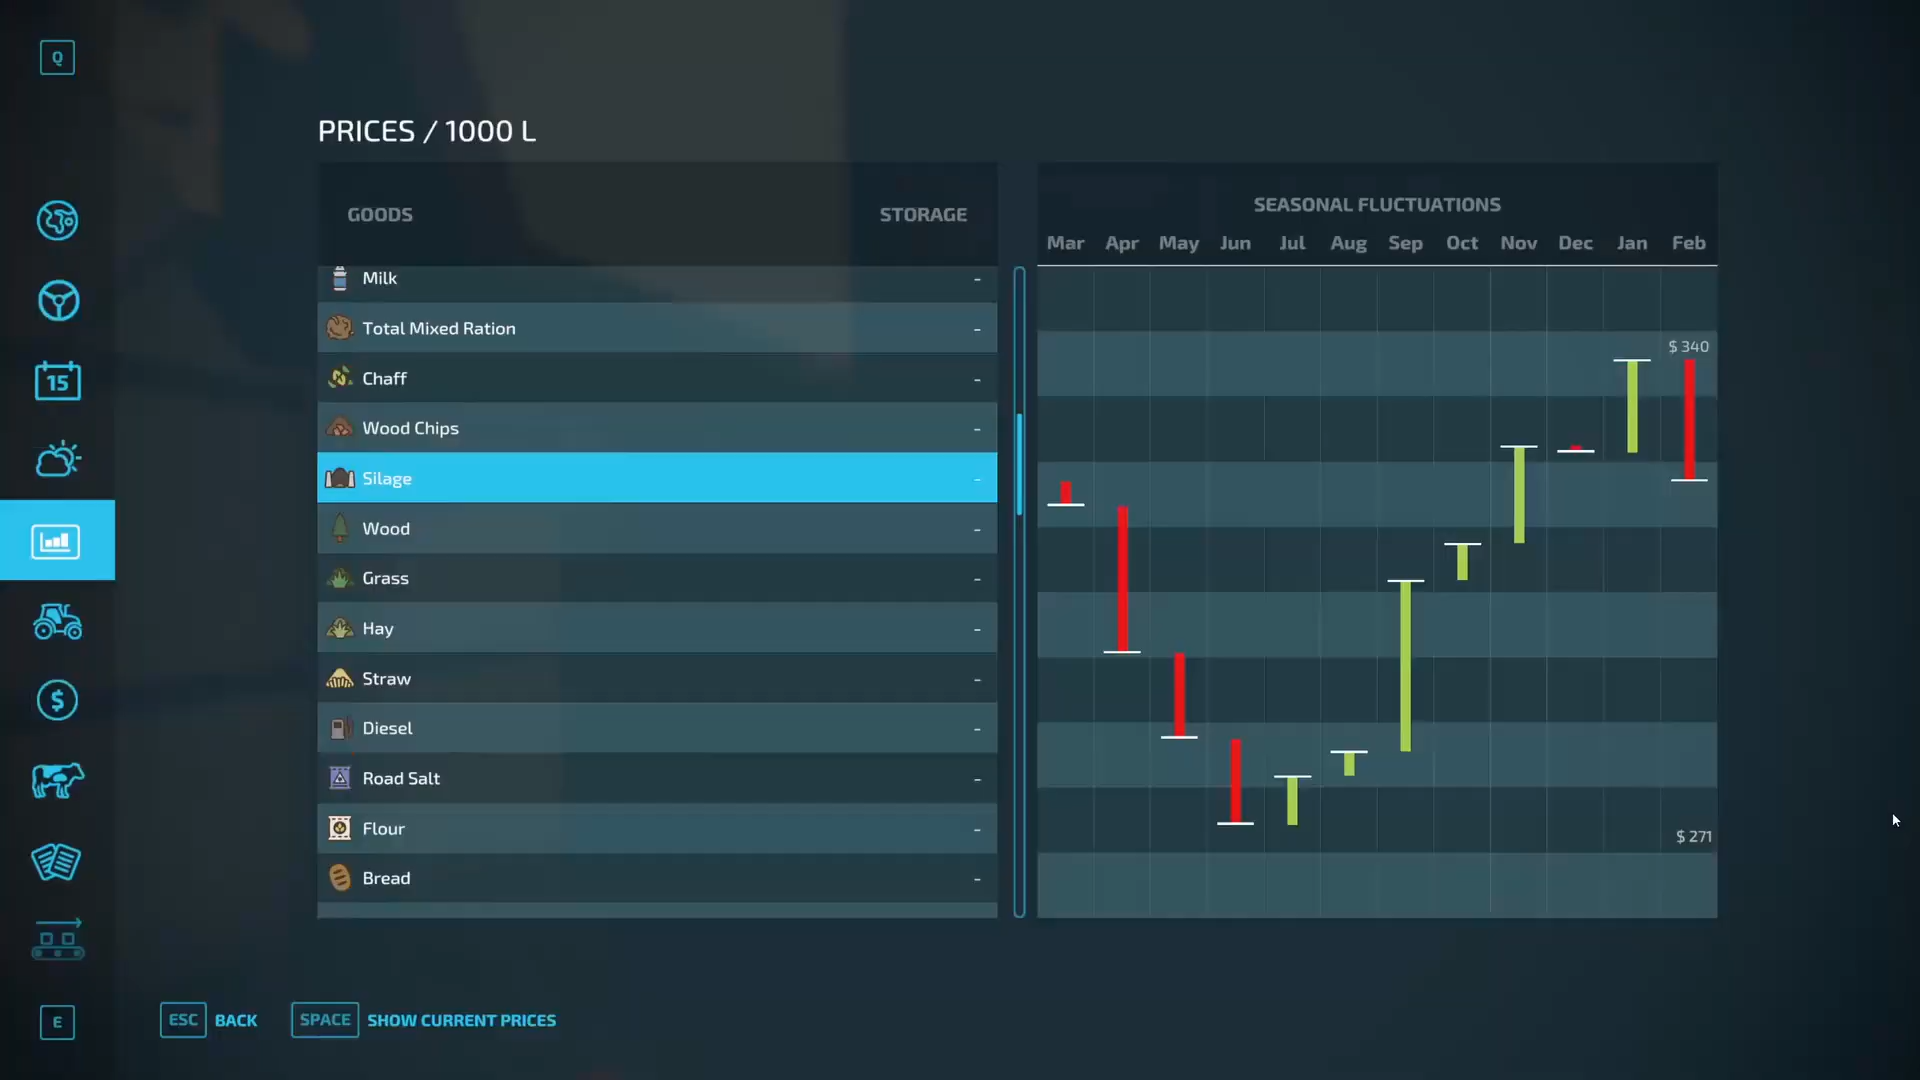 Q
PRICES / 1000 L
GOODS STORAGE
SEASONAL FLUCTUATIONS
Mar Apr May Jun Jul Aug Sep Oct Nov Dec Jan Feb
Milk -
Total Mixed Ration -
$ 340
Chaff -
15
Wood Chips -
Silage -
Wood -
Grass -
Hay -
Straw -
$
Diesel -
Road Salt -
Flour -
$ 271
Bread -
E
ESC BACK SPACE SHOW CURRENT PRICES